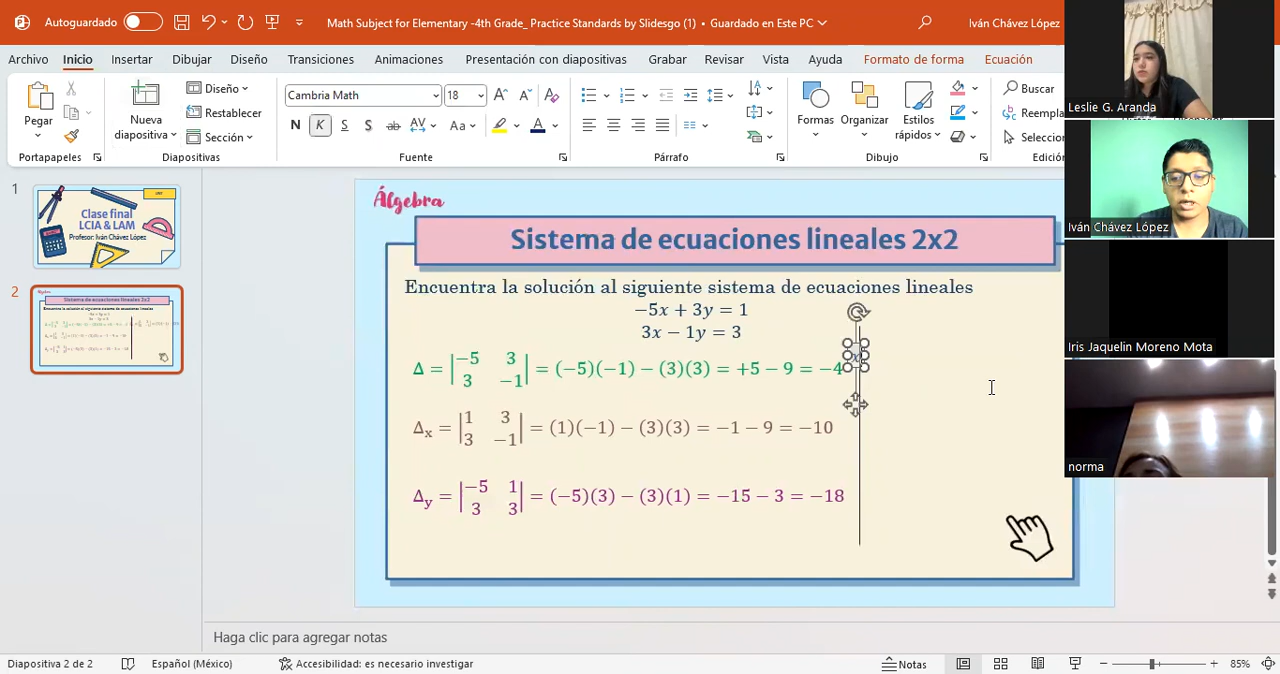 Autoguardado
Math Subject for Elementary -4th Grade_ Practice Standards by Slidesgo (1) • Guardado en Este PC
Iván Chávez López
Archivo Inicio Insertar Dibujar Diseño Transiciones Animaciones Presentación con diapositivas Grabar Revisar Vista Ayuda Formato de forma Ecuación
Pegar
Portapapeles
Nueva diapositiva
Diseño
Restablecer
Sección
Diapositivas
Cambria Math 18
N K S S ab AV Aa A
Fuente
Párrafo
Formas Organizar Estilos rápidos
Dibujo
Buscar
Reempla
Seleccion
Edición
Leslie G. Aranda
Iván Chávez López
Iris Jaquelin Moreno Mota
norma
1
Clase final
LCIA & LAM
Profesor: Iván Chávez López
2
Álgebra
Sistema de ecuaciones lineales 2x2
Encuentra la solución al siguiente sistema de ecuaciones lineales
−5x + 3y = 1
3x − 1y = 3
Δ = |−5 3
3 −1| = (−5)(−1) − (3)(3) = +5 − 9 = −4
Δx = |1 3
3 −1| = (1)(−1) − (3)(3) = −1 − 9 = −10
Δy = |−5 1
3 3| = (−5)(3) − (3)(1) = −15 − 3 = −18
Haga clic para agregar notas
Diapositiva 2 de 2 Español (México) Accesibilidad: es necesario investigar Notas 85%